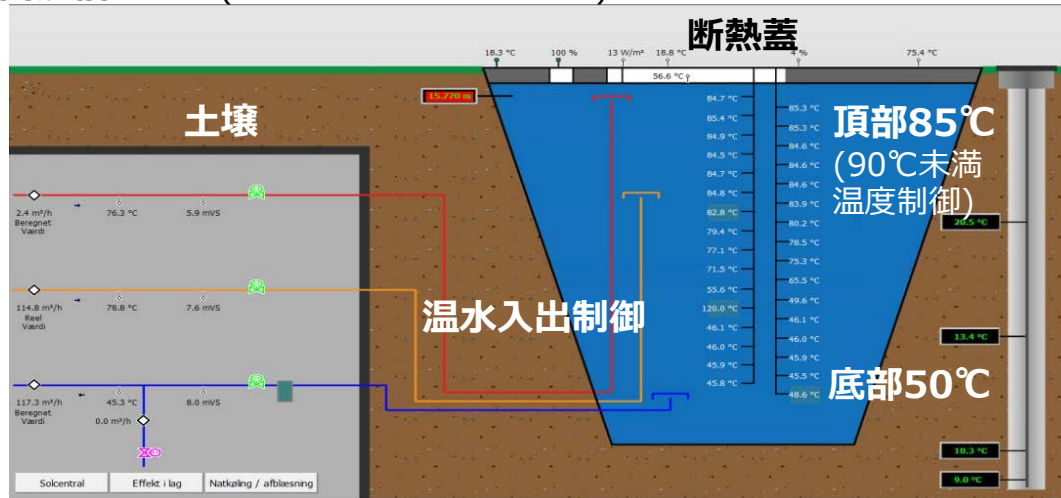 断熱蓋
18.3 °C
100 %
13 W/m²
18.8 °C
4 %
75.4 °C
56.6 °C
15.770 m
土壌
84.7 °C
85.4 °C
84.9 °C
84.5 °C
84.7 °C
84.8 °C
82.8 °C
79.4 °C
77.1 °C
71.5 °C
55.6 °C
120.0 °C
46.1 °C
46.0 °C
45.9 °C
45.8 °C
85.3 °C
85.3 °C
84.6 °C
84.6 °C
84.6 °C
83.9 °C
80.2 °C
78.5 °C
75.3 °C
65.5 °C
49.6 °C
46.1 °C
46.0 °C
45.9 °C
45.5 °C
48.6 °C
頂部85℃
(90℃未満
温度制御)
20.5 °C
13.4 °C
10.3 °C
9.0 °C
2.4 m³/h
Beregnet
Værdi
76.3 °C
5.9 mVS
114.8 m³/h
Reel
Værdi
78.8 °C
7.6 mVS
温水入出制御
117.3 m³/h
Beregnet
Værdi
45.3 °C
8.0 mVS
0.0 m³/h
底部50℃
Solcentral
Effekt i lag
Natkøling / afblæsning